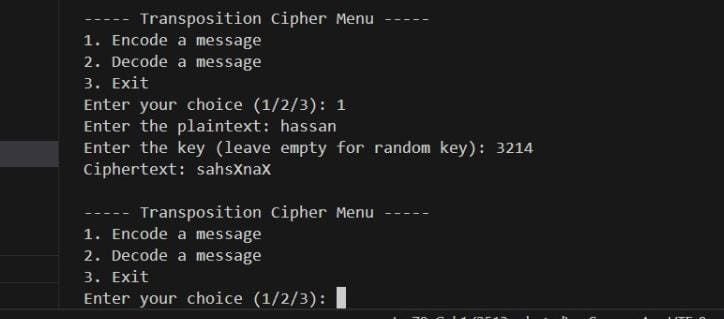 ----- Transposition Cipher Menu -----
1. Encode a message
2. Decode a message
3. Exit
Enter your choice (1/2/3): 1
Enter the plaintext: hassan
Enter the key (leave empty for random key): 3214
Ciphertext: sahsXnaX
----- Transposition Cipher Menu -----
1. Encode a message
2. Decode a message
3. Exit
Enter your choice (1/2/3):